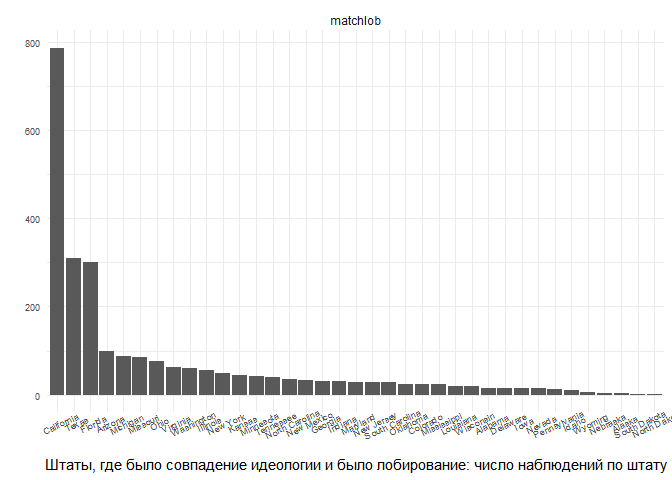 matchlob
800
600
400
200
0
California
Texas
Florida
Arizona
Michigan
Missouri
Ohio
Virginia
Washington
Illinois
New York
Kansas
Minnesota
Tennessee
North Carolina
New Mexico
Georgia
Indiana
Maryland
New Jersey
South Carolina
Oklahoma
Colorado
Mississippi
Louisiana
Wisconsin
Alabama
Delaware
Iowa
Nevada
Pennsylvania
Idaho
Wyoming
Nebraska
Alaska
South Dakota
North Dako
Штаты, где было совпадение идеологии и было лобирование: число наблюдений по штату